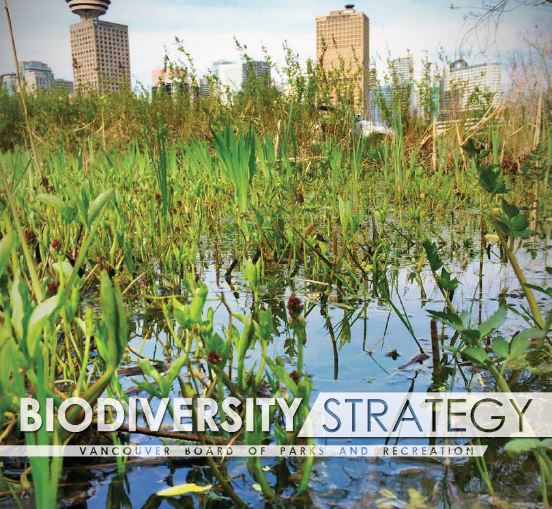 BIODIVERSITY STRATEGY
VANCOUVER BOARD OF PARKS AND RECREATION